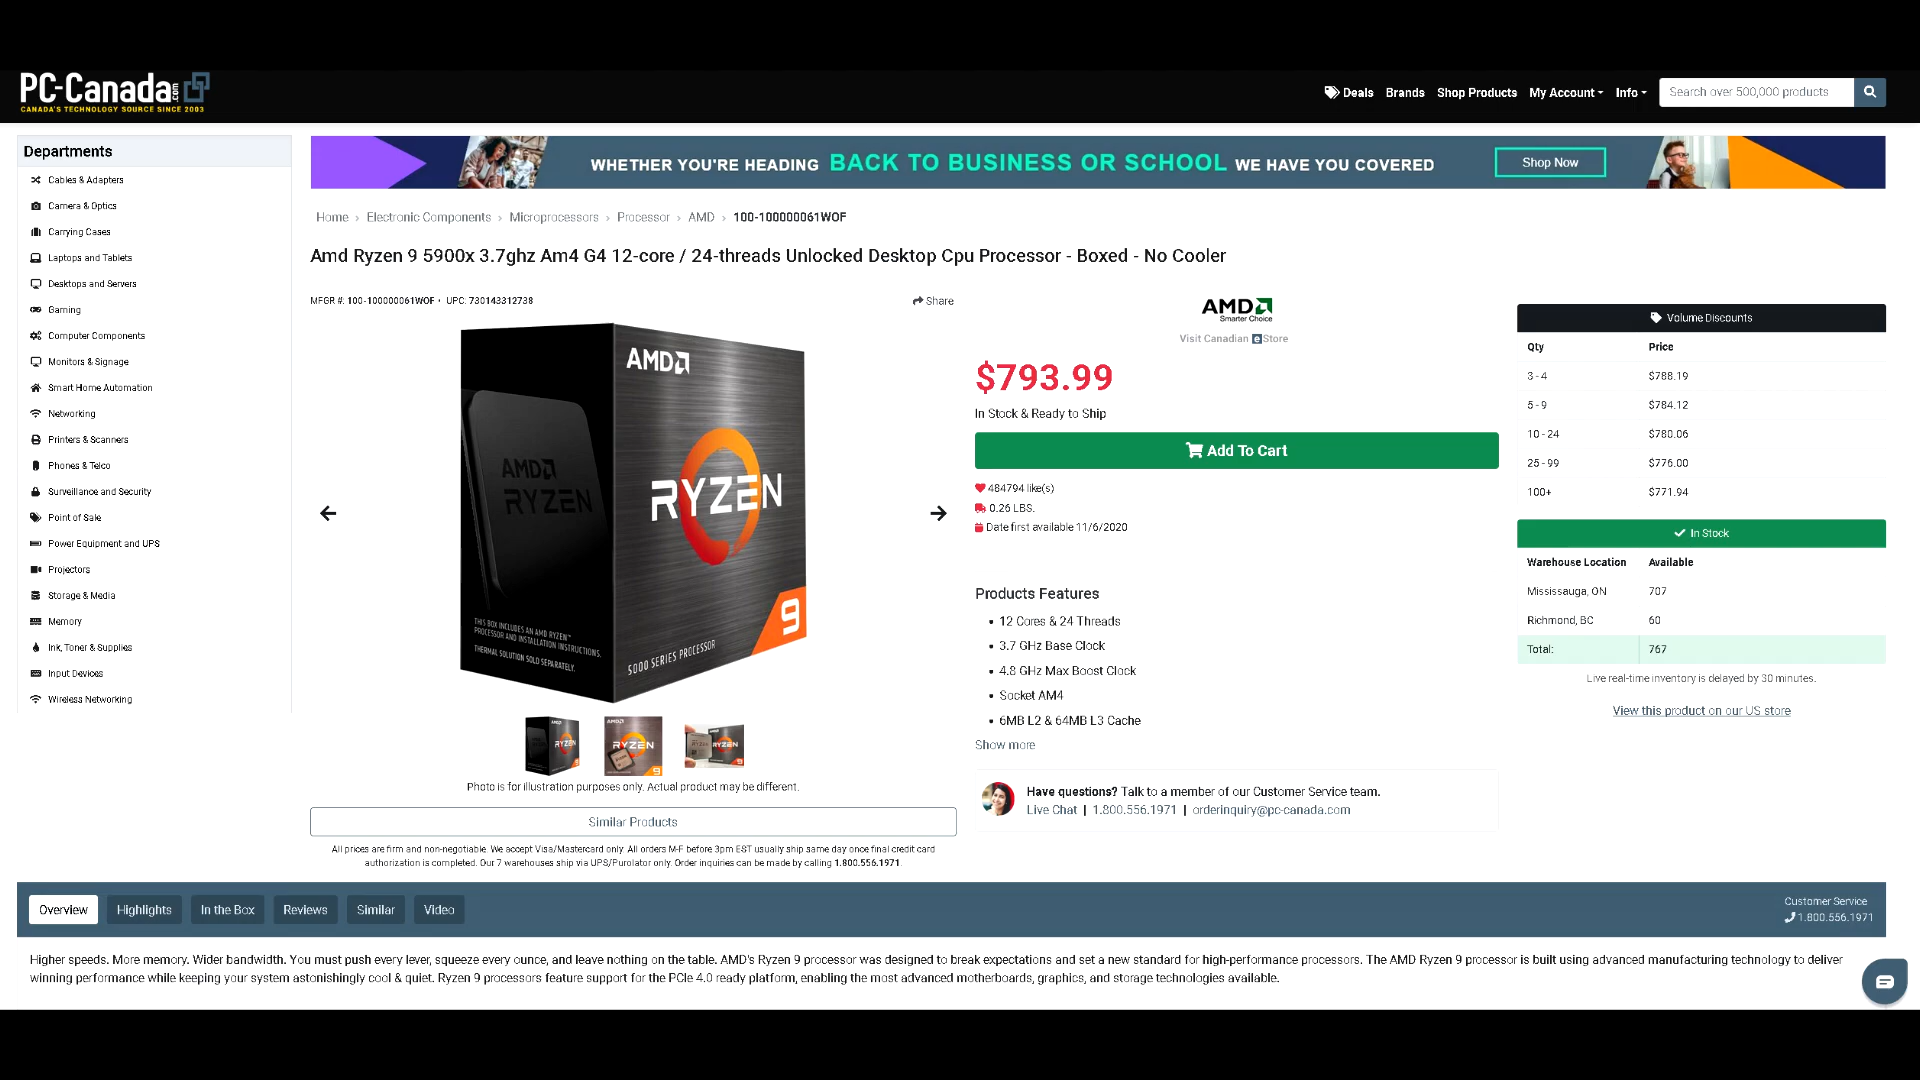 PC-Canada.com
CANADA'S TECHNOLOGY SOURCE SINCE 2003
Deals
Brands
Shop Products
My Account
Info
Search over 500,000 products
Departments
Cables & Adapters
Camera & Optics
Carrying Cases
Laptops and Tablets
Desktops and Servers
Gaming
Computer Components
Monitors & Signage
Smart Home Automation
Networking
Printers & Scanners
Phones & Telco
Surveillance and Security
Point of Sale
Power Equipment and UPS
Projectors
Storage & Media
Memory
Ink, Toner & Supplies
Input Devices
Wireless Networking
WHETHER YOU'RE HEADING BACK TO BUSINESS OR SCHOOL WE HAVE YOU COVERED
Shop Now
Home › Electronic Components › Microprocessors › Processor › AMD › 100-100000061WOF
Amd Ryzen 9 5900x 3.7ghz Am4 G4 12-core / 24-threads Unlocked Desktop Cpu Processor - Boxed - No Cooler
MFGR #: 100-100000061WOF • UPC: 730143312738
Share
AMD
RYZEN
AMD
RYZEN
9
THIS BOX INCLUDES AN AMD RYZEN™
PROCESSOR AND INSTALLATION INSTRUCTIONS.
THERMAL SOLUTION SOLD SEPARATELY.
5000 SERIES PROCESSOR
Photo is for illustration purposes only. Actual product may be different.
Similar Products
All prices are firm and non-negotiable. We accept Visa/Mastercard only. All orders M-F before 3pm EST usually ship same day once final credit card
authorization is completed. Our 7 warehouses ship via UPS/Purolator only. Order inquiries can be made by calling 1.800.556.1971.
AMD
Smarter Choice
Visit Canadian eStore
$793.99
In Stock & Ready to Ship
Add To Cart
484794 like(s)
0.26 LBS.
Date first available 11/6/2020
Products Features
• 12 Cores & 24 Threads
• 3.7 GHz Base Clock
• 4.8 GHz Max Boost Clock
• Socket AM4
• 6MB L2 & 64MB L3 Cache
Show more
Have questions? Talk to a member of our Customer Service team.
Live Chat | 1.800.556.1971 | orderinquiry@pc-canada.com
Volume Discounts
Qty Price
3 - 4 $788.19
5 - 9 $784.12
10 - 24 $780.06
25 - 99 $776.00
100+ $771.94
In Stock
Warehouse Location Available
Mississauga, ON 707
Richmond, BC 60
Total: 767
Live real-time inventory is delayed by 30 minutes.
View this product on our US store
Overview
Highlights
In the Box
Reviews
Similar
Video
Customer Service
1.800.556.1971
Higher speeds. More memory. Wider bandwidth. You must push every lever, squeeze every ounce, and leave nothing on the table. AMD's Ryzen 9 processor was designed to break expectations and set a new standard for high-performance processors. The AMD Ryzen 9 processor is built using advanced manufacturing technology to deliver
winning performance while keeping your system astonishingly cool & quiet. Ryzen 9 processors feature support for the PCIe 4.0 ready platform, enabling the most advanced motherboards, graphics, and storage technologies available.